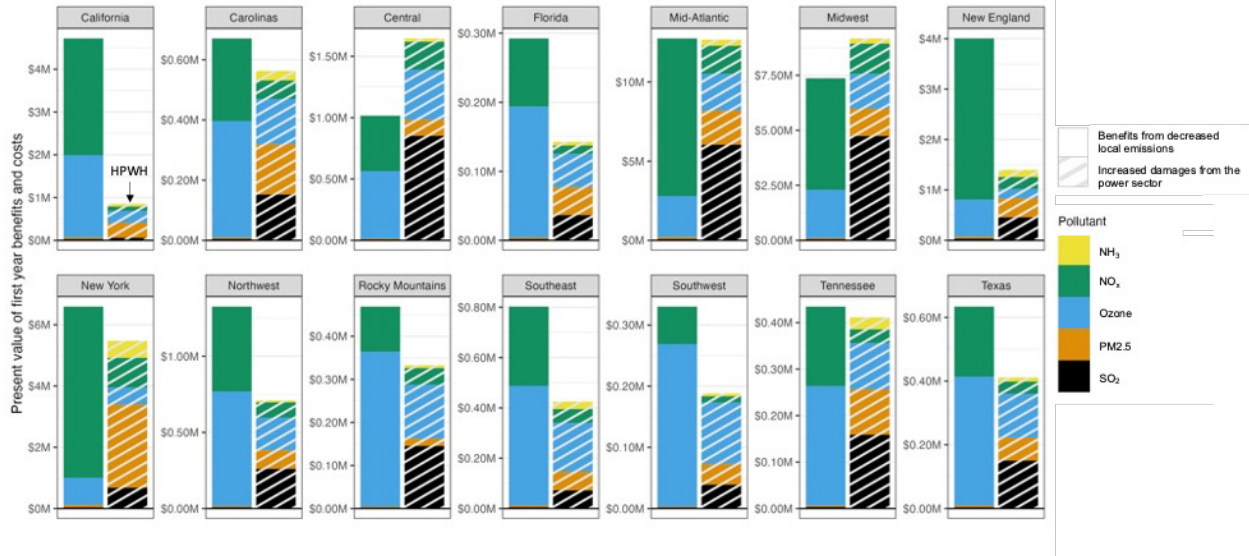 Present value of first year benefits and costs
California
$4M
$3M
$2M
$1M
$0M
HPWH
Carolinas
$0.60M
$0.40M
$0.20M
$0.00M
Central
$1.50M
$1.00M
$0.50M
$0.00M
Florida
$0.30M
$0.20M
$0.10M
$0.00M
Mid-Atlantic
$10M
$5M
$0M
Midwest
$7.50M
$5.00M
$2.50M
$0.00M
New England
$4M
$3M
$2M
$1M
$0M
New York
$6M
$4M
$2M
$0M
Northwest
$1.00M
$0.50M
$0.00M
Rocky Mountains
$0.40M
$0.30M
$0.20M
$0.10M
$0.00M
Southeast
$0.80M
$0.60M
$0.40M
$0.20M
$0.00M
Southwest
$0.30M
$0.20M
$0.10M
$0.00M
Tennessee
$0.40M
$0.30M
$0.20M
$0.10M
$0.00M
Texas
$0.60M
$0.40M
$0.20M
$0.00M
Benefits from decreased
local emissions
Increased damages from the
power sector
Pollutant
NH₃
NOₓ
Ozone
PM2.5
SO₂